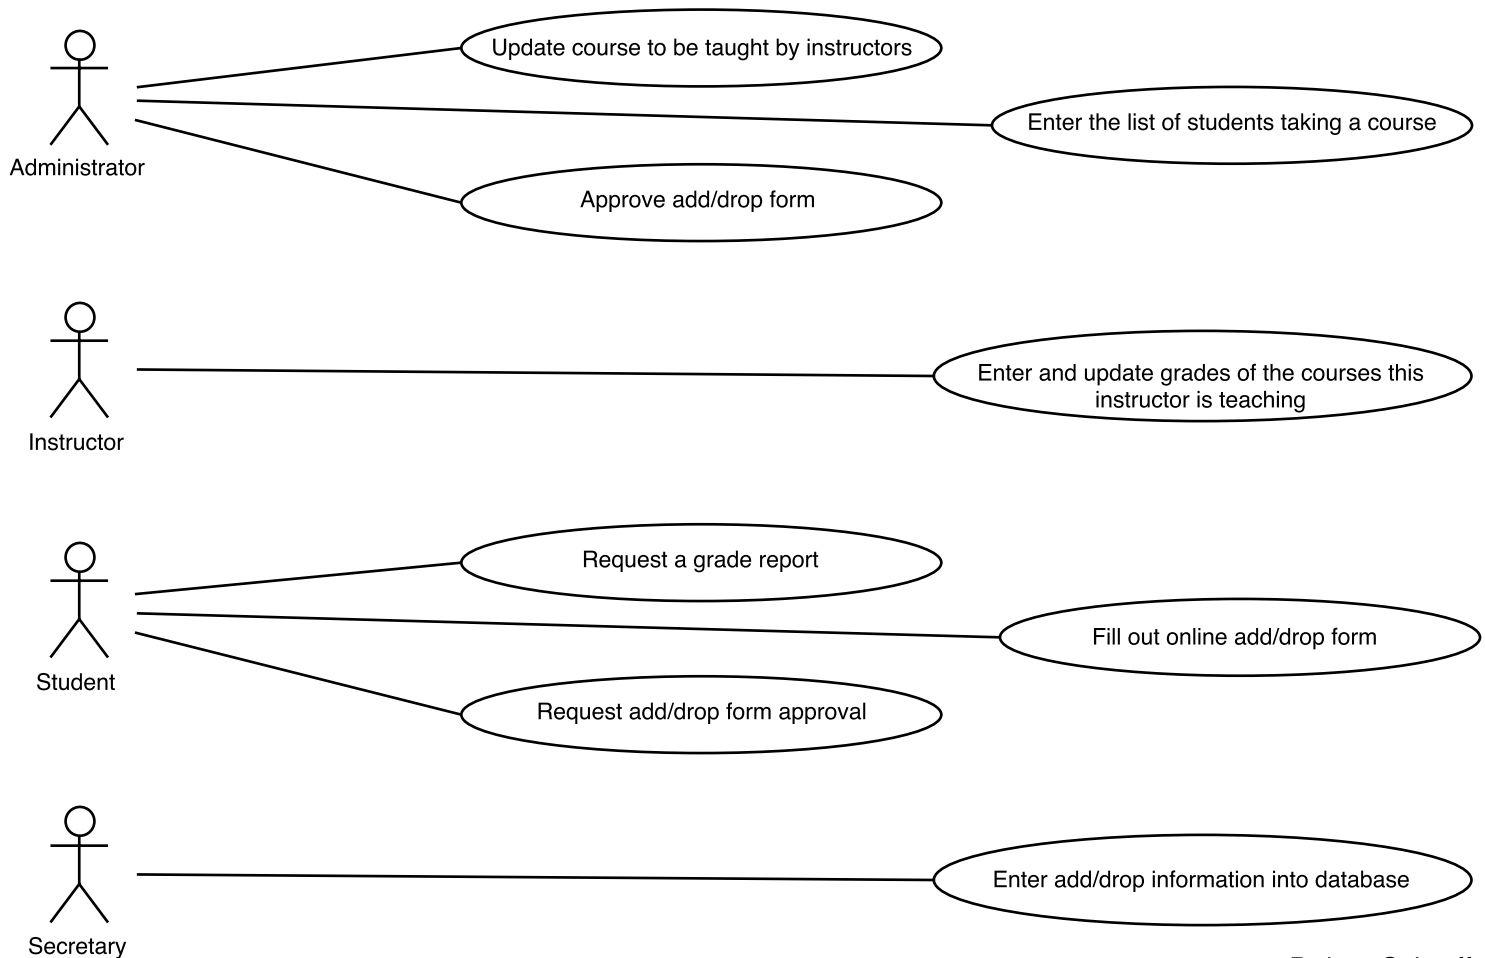 Update course to be taught by instructors
Enter the list of students taking a course
Administrator
Approve add/drop form
Enter and update grades of the courses this
instructor is teaching
Instructor
Request a grade report
Fill out online add/drop form
Student
Request add/drop form approval
Enter add/drop information into database
Secretary